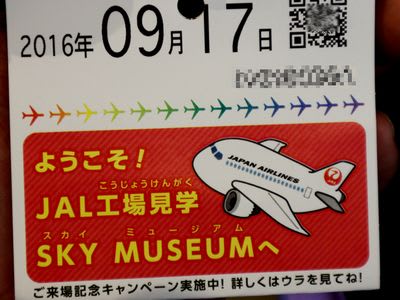 2016年 09月 17日
ようこそ!
JAPAN AIRLINES
こうじょうけんがく
JAL工場見学
スカイ ミュージアム
SKY MUSEUMへ
ご来場記念キャンペーン実施中! 詳しくはウラを見てね!